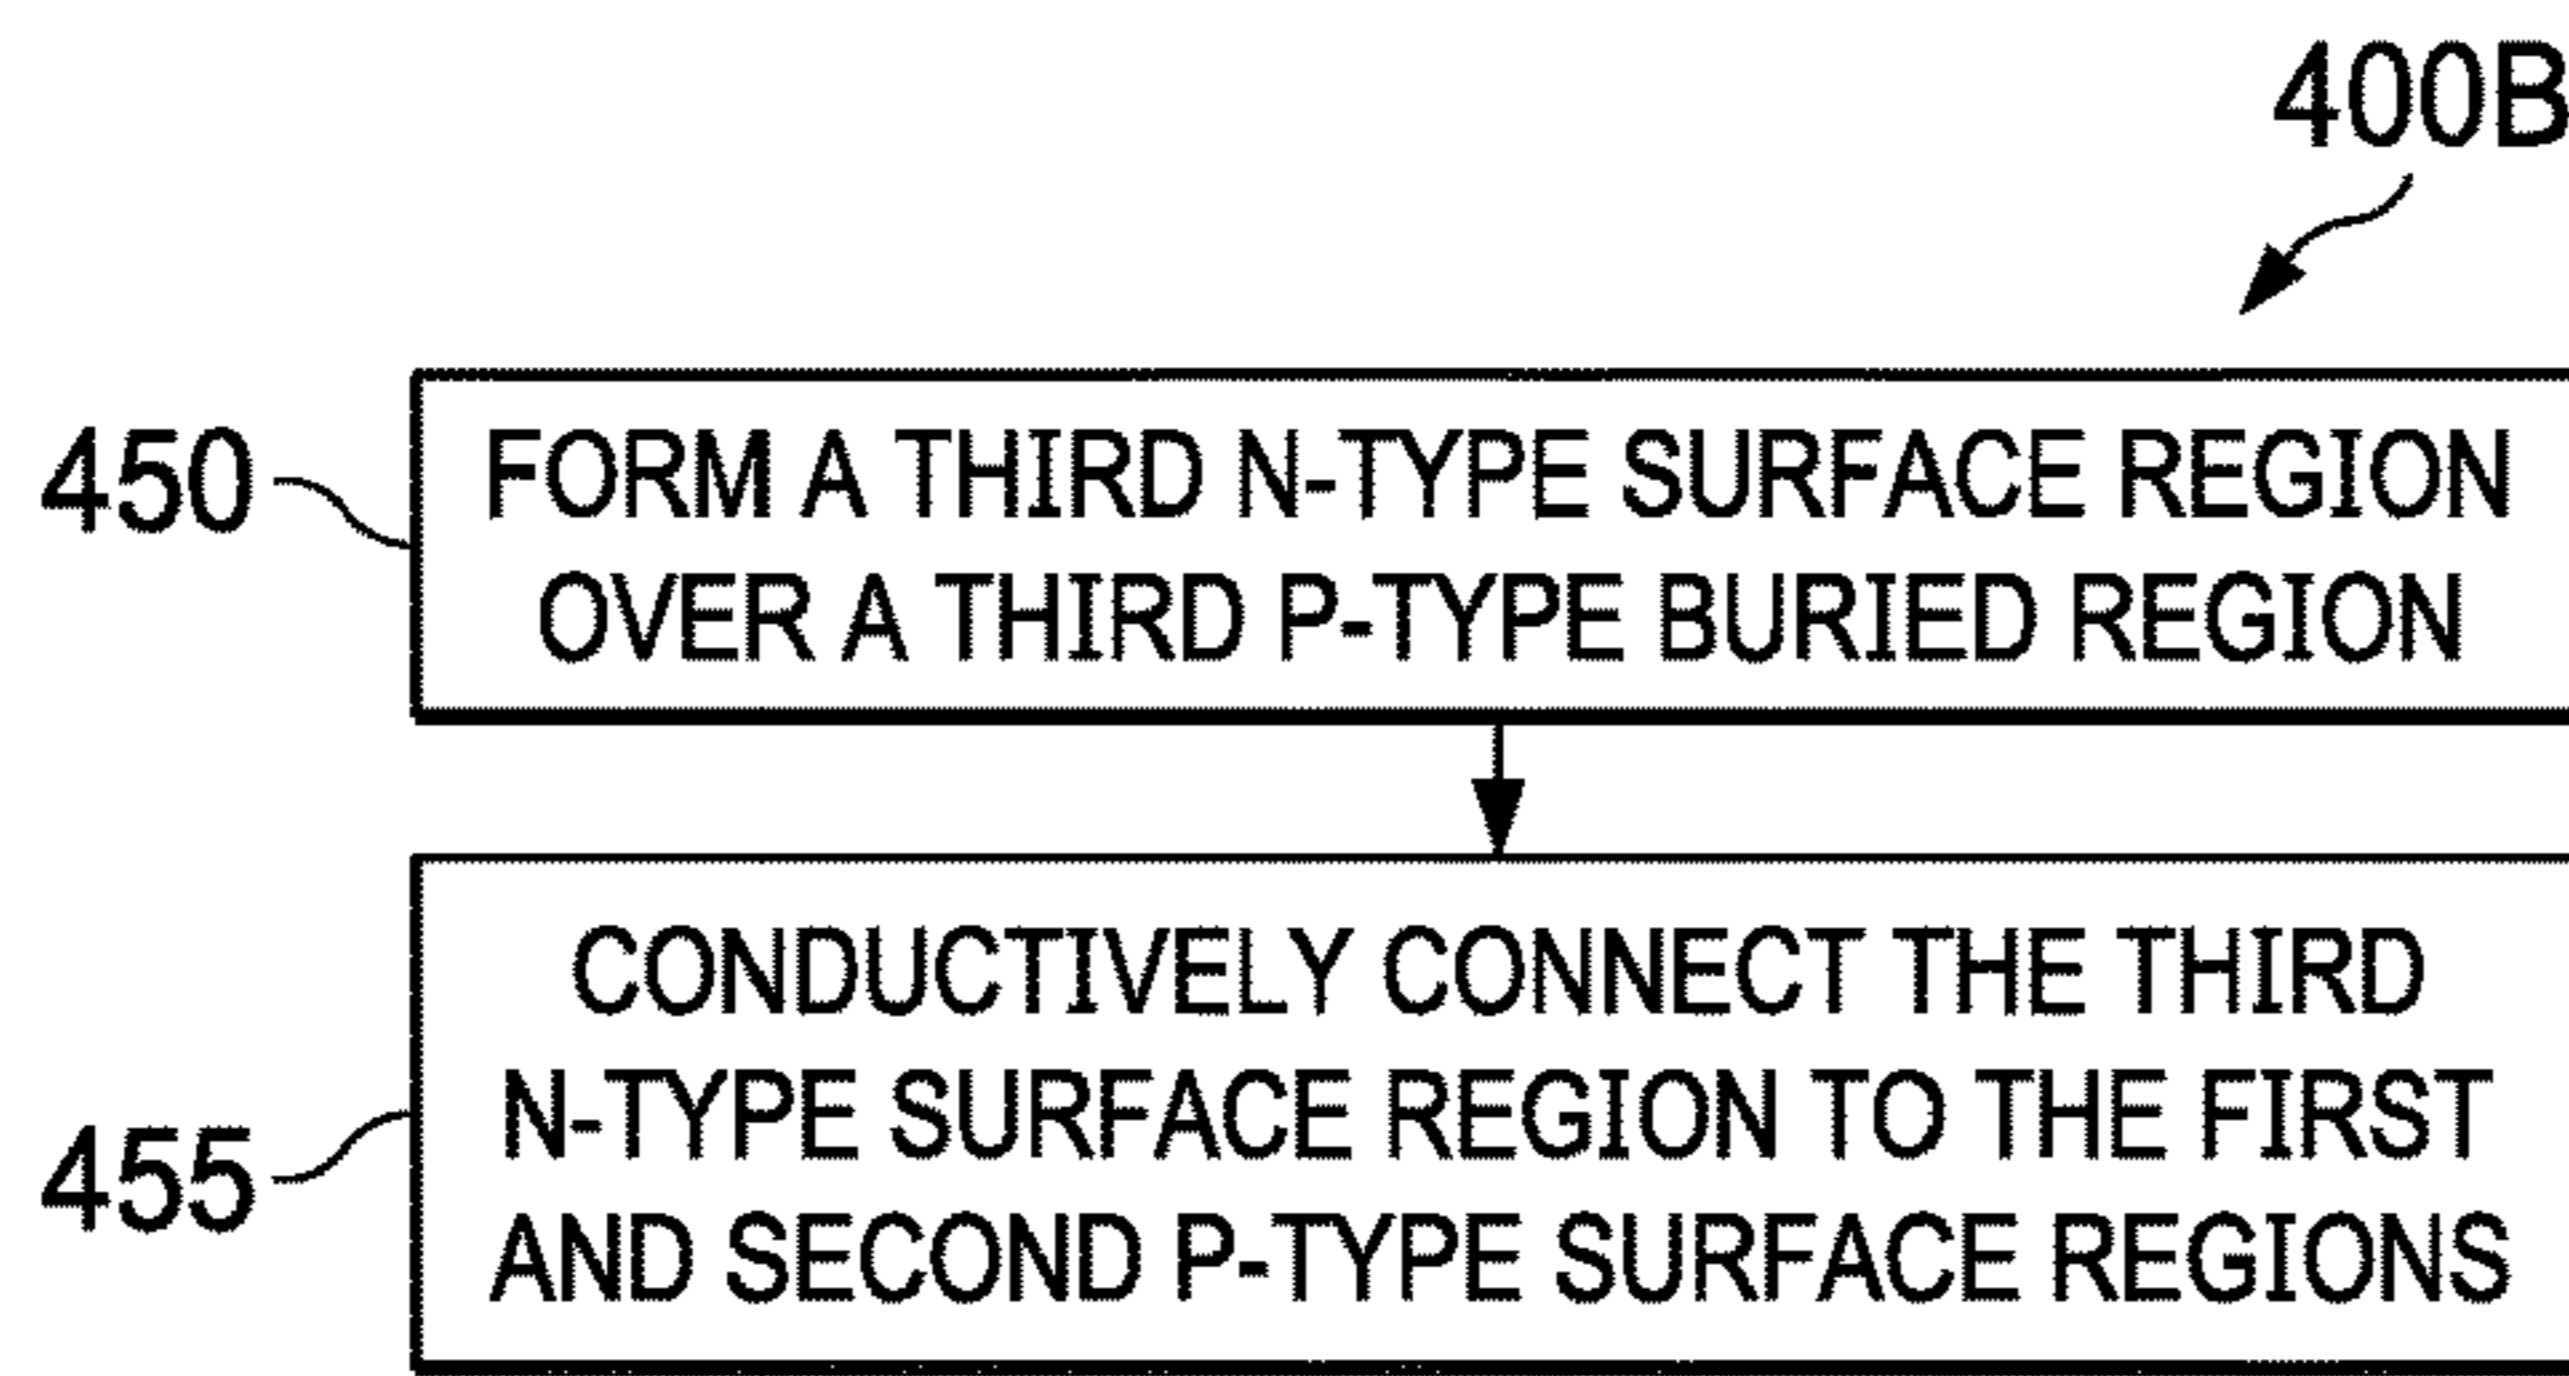 400B
450
FORM A THIRD N-TYPE SURFACE REGION
OVER A THIRD P-TYPE BURIED REGION
455
CONDUCTIVELY CONNECT THE THIRD
N-TYPE SURFACE REGION TO THE FIRST
AND SECOND P-TYPE SURFACE REGIONS